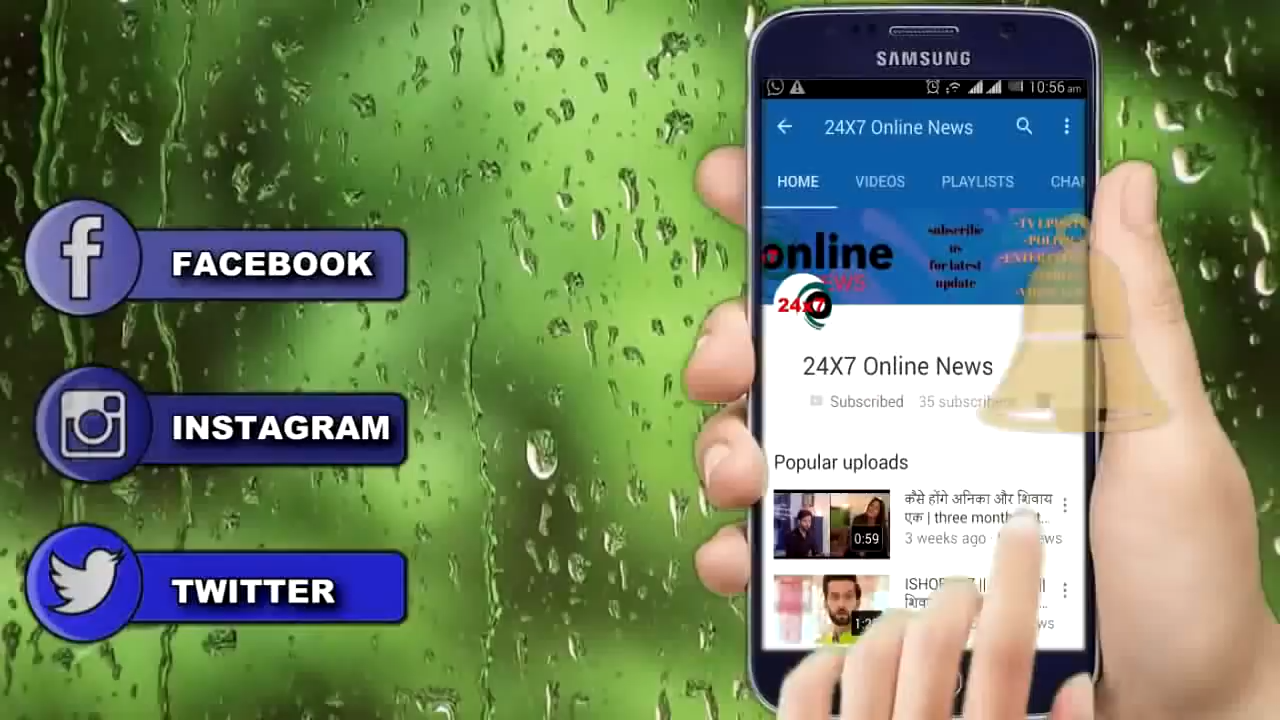 FACEBOOK
INSTAGRAM
TWITTER
SAMSUNG
10:56 am
24X7 Online News
HOME VIDEOS PLAYLISTS
online
subscribe
us
for latest
update
24x7
24X7 Online News
Subscribed 35
Popular uploads
कैसे होंगे अनिका और शिवाय
एक | three month
3 weeks ago
0:59